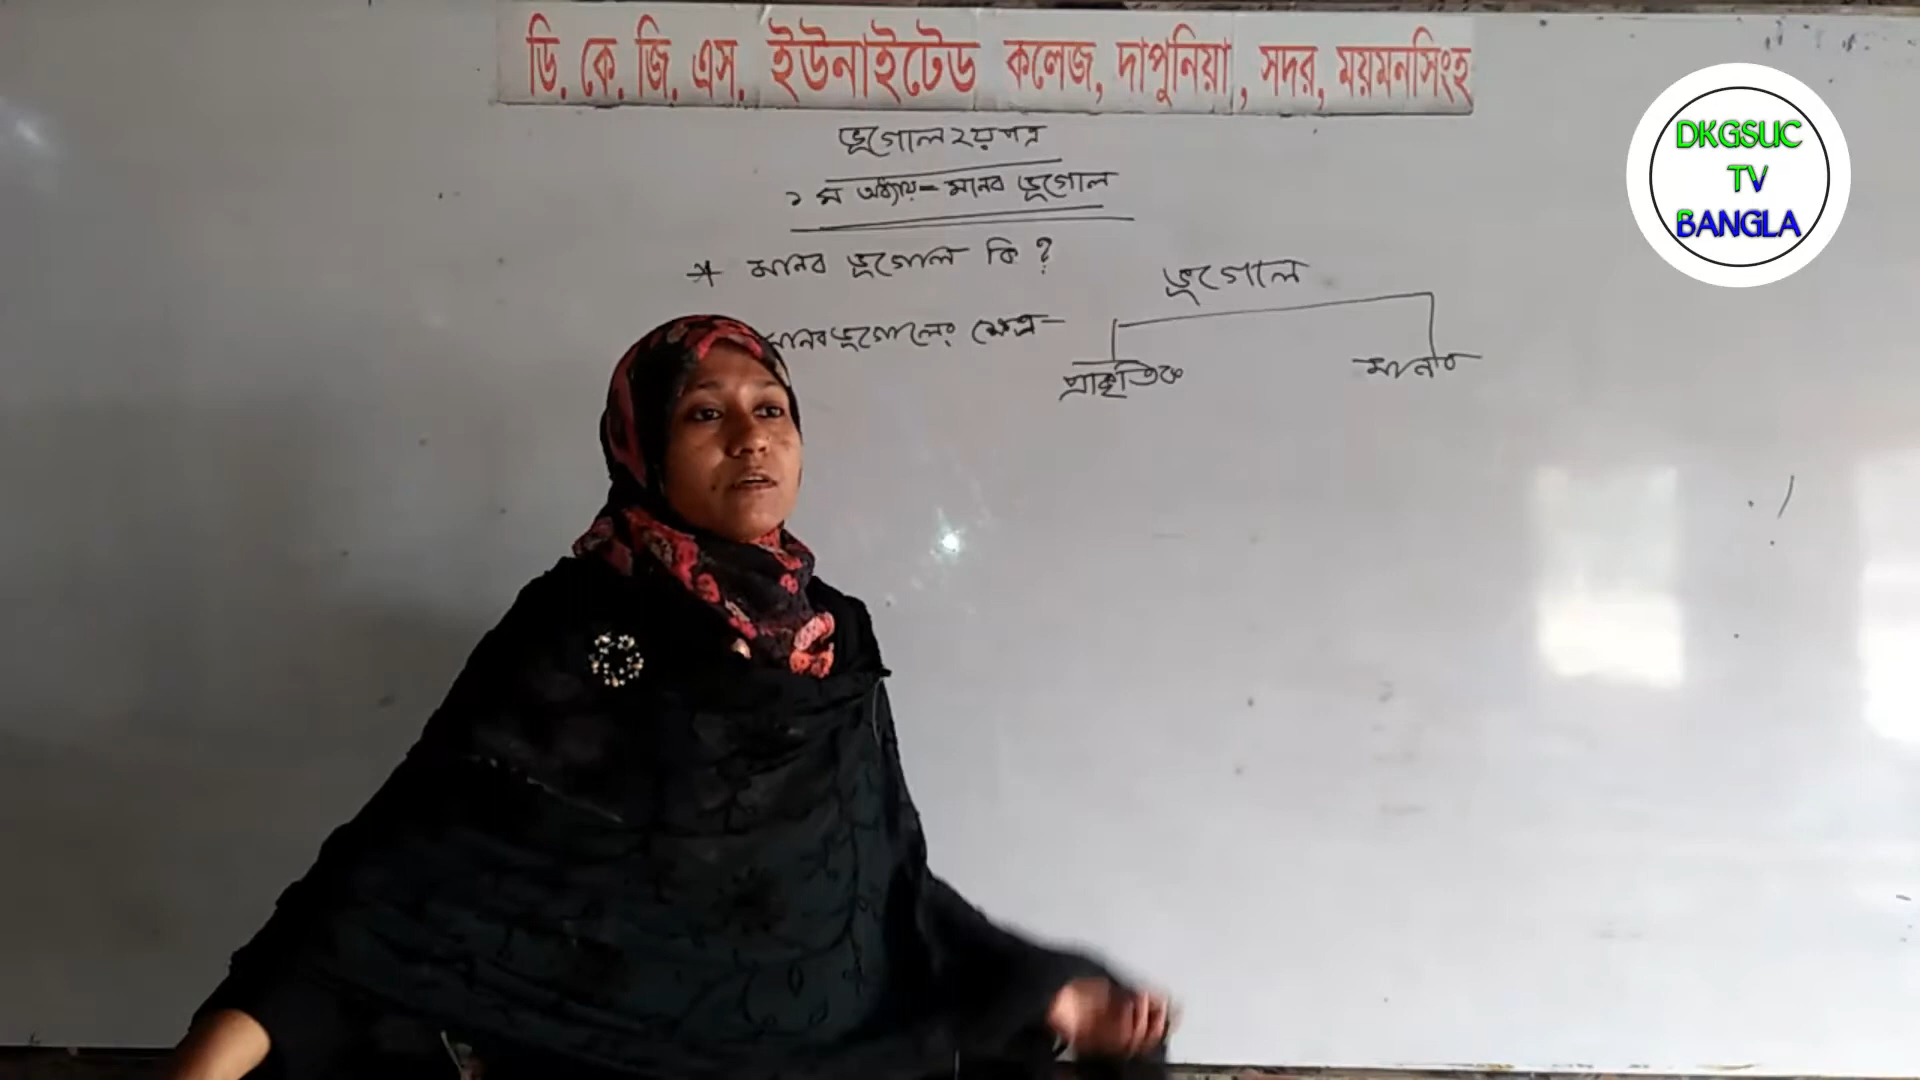 ডি. কে. জি. এস. ইউনাইটেড কলেজ, দাপুনিয়া, সদর, ময়মনসিংহ
DKGSUC
TV
BANGLA
ভূগোল ২য় পত্র
১ম অধ্যায় - মানব ভূগোল
* মানব ভূগোল কি ?
মানব ভূগোলের ক্ষেত্র -
ভূগোল
প্রাকৃতিক
মানব